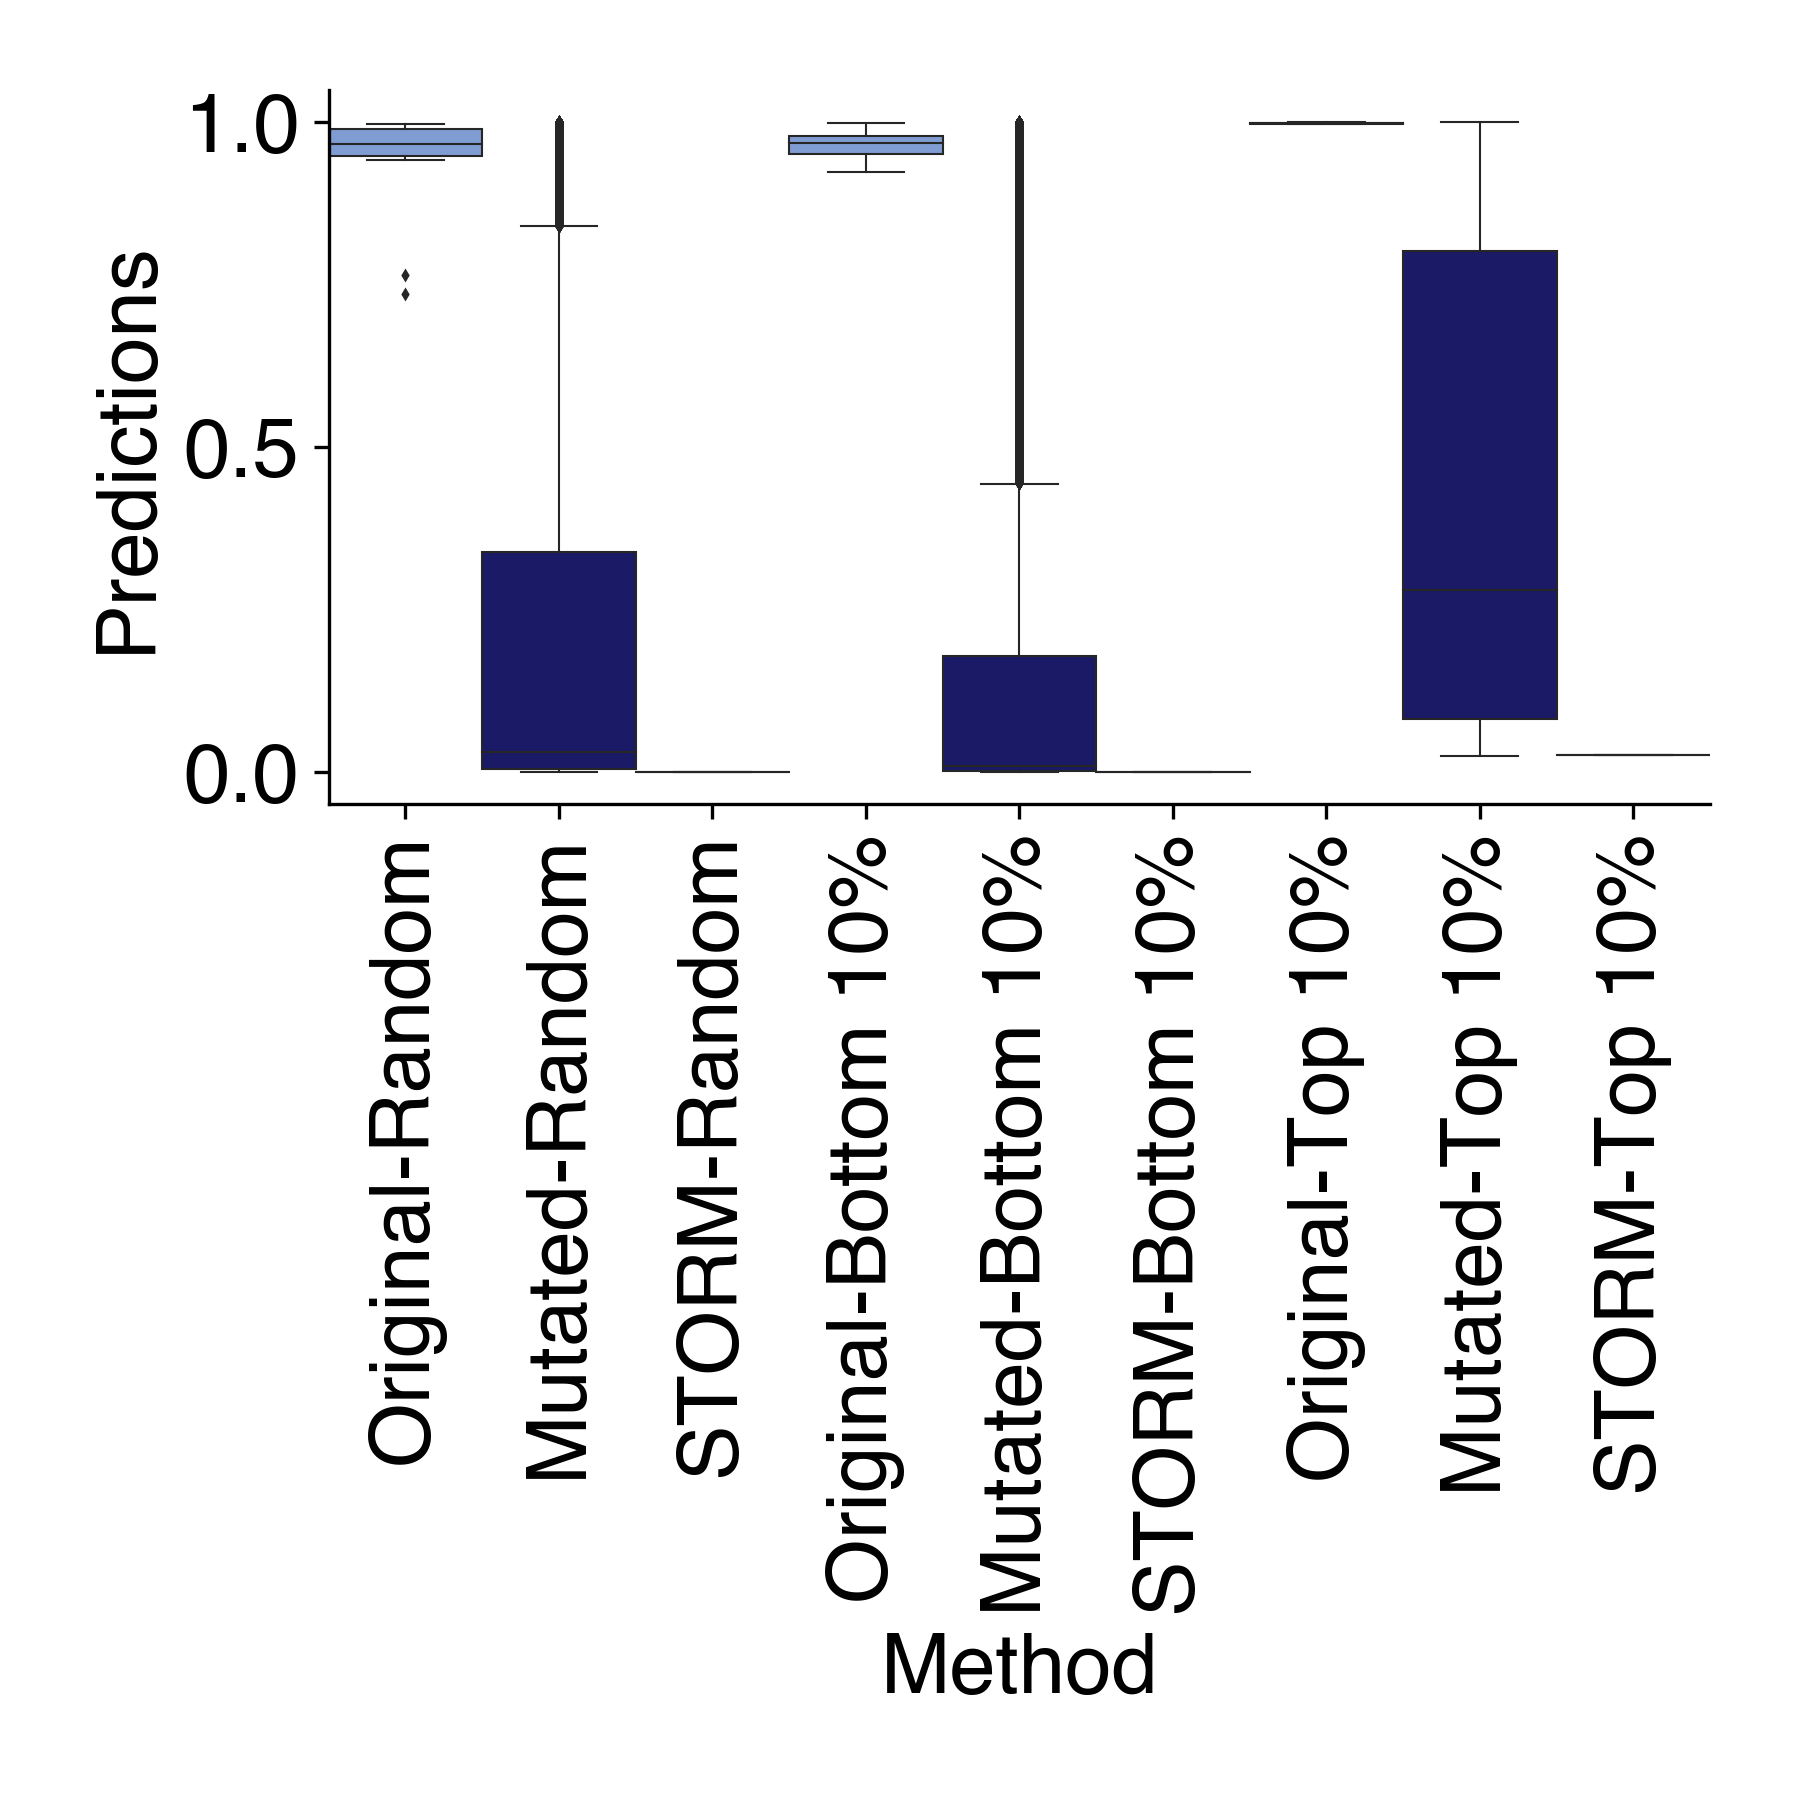 Predictions
1.0
0.5
0.0
Original-Random
Mutated-Random
STORM-Random
Original-Bottom 10%
Mutated-Bottom 10%
STORM-Bottom 10%
Original-Top 10%
Mutated-Top 10%
STORM-Top 10%
Method